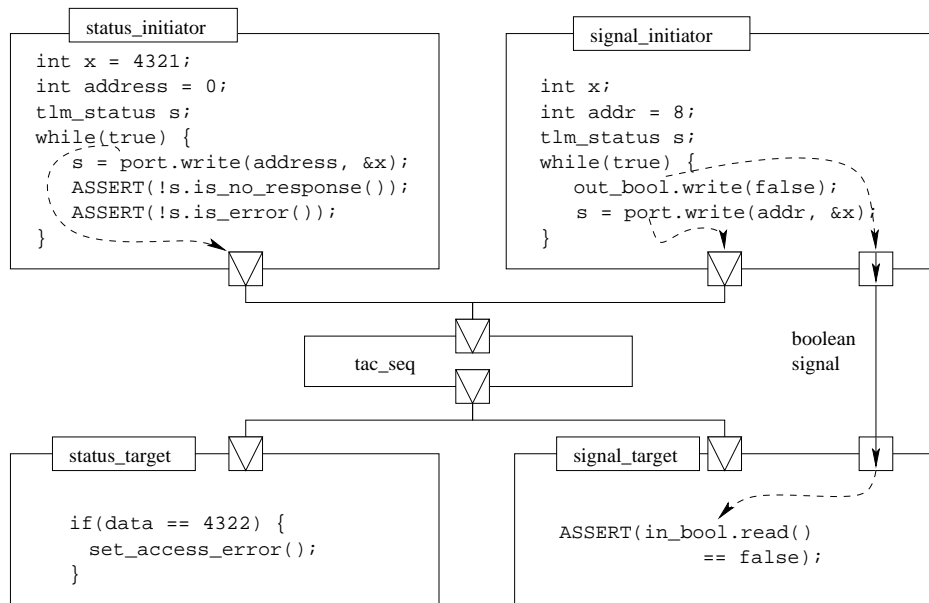 status_initiator
int x = 4321;
int address = 0;
tlm_status s;
while(true) {
s = port.write(address, &x);
ASSERT(!s.is_no_response());
ASSERT(!s.is_error());
}
signal_initiator
int x;
int addr = 8;
tlm_status s;
while(true) {
out_bool.write(false);
s = port.write(addr, &x);
}
tac_seq
boolean
signal
status_target
if(data == 4322) {
set_access_error();
}
signal_target
ASSERT(in_bool.read()
== false);